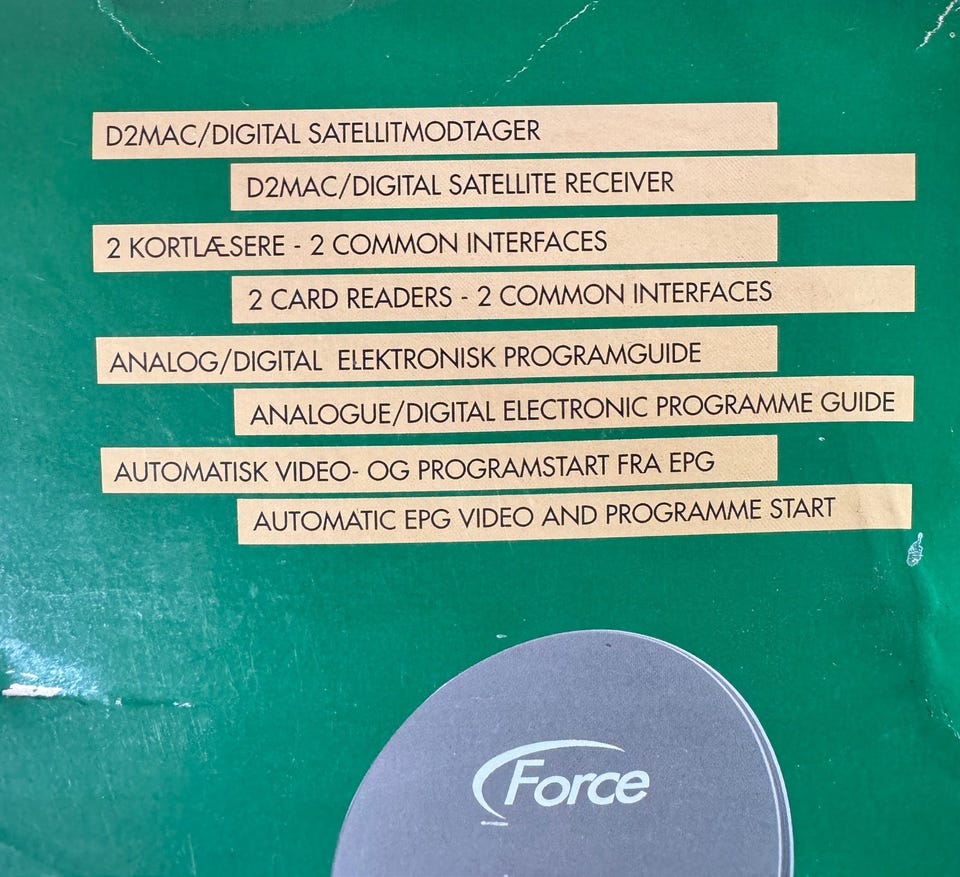 D2MAC/DIGITAL SATELLITMODTAGER
D2MAC/DIGITAL SATELLITE RECEIVER
2 KORTLÆSERE - 2 COMMON INTERFACES
2 CARD READERS - 2 COMMON INTERFACES
ANALOG/DIGITAL ELEKTRONISK PROGRAMGUIDE
ANALOGUE/DIGITAL ELECTRONIC PROGRAMME GUIDE
AUTOMATISK VIDEO- OG PROGRAMSTART FRA EPG
AUTOMATIC EPG VIDEO AND PROGRAMME START
Force